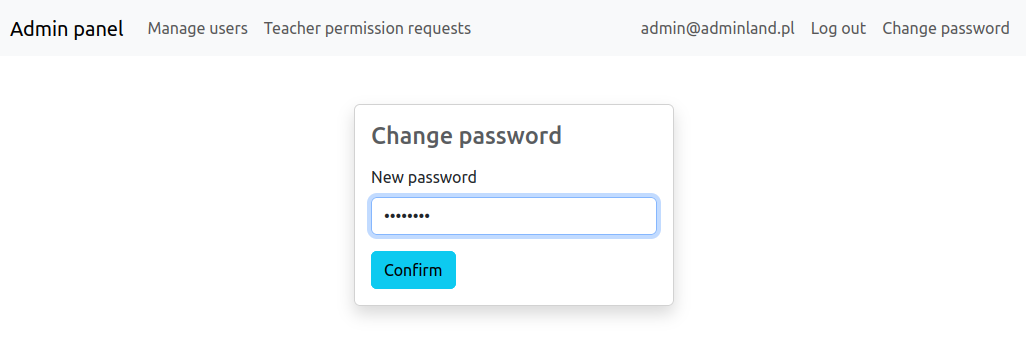 Admin panel Manage users Teacher permission requests admin@adminland.pl Log out Change password
Change password
New password
••••••••
Confirm